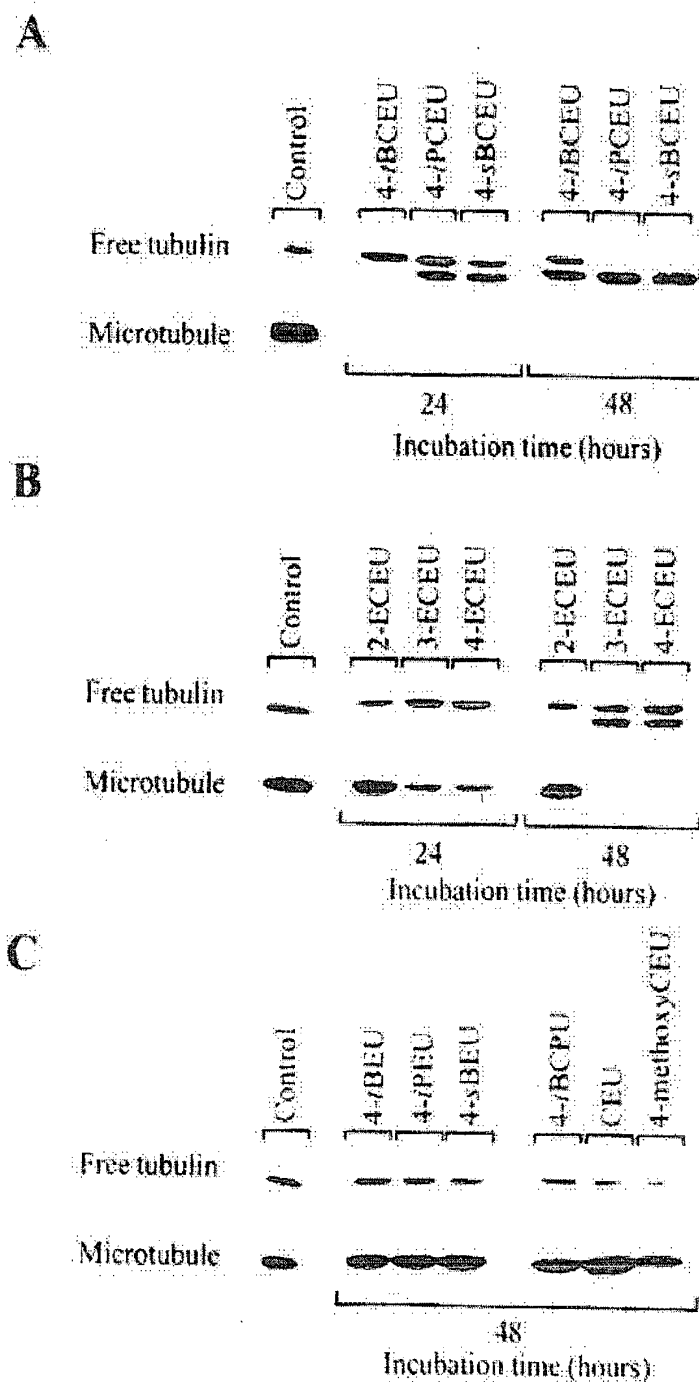 A
Control
4-tBCEU
4-iPCEU
4-sBCEU
4-tBCEU
4-iPCEU
4-sBCEU
Free tubulin
Microtubule
24
48
Incubation time (hours)
B
Control
2-ECEU
3-ECEU
4-ECEU
2-ECEU
3-ECEU
4-ECEU
Free tubulin
Microtubule
24
48
Incubation time (hours)
C
Control
4-tBEU
4-iPEU
4-sBEU
4-tBCPU
CEU
4-methoxyCEU
Free tubulin
Microtubule
48
Incubation time (hours)